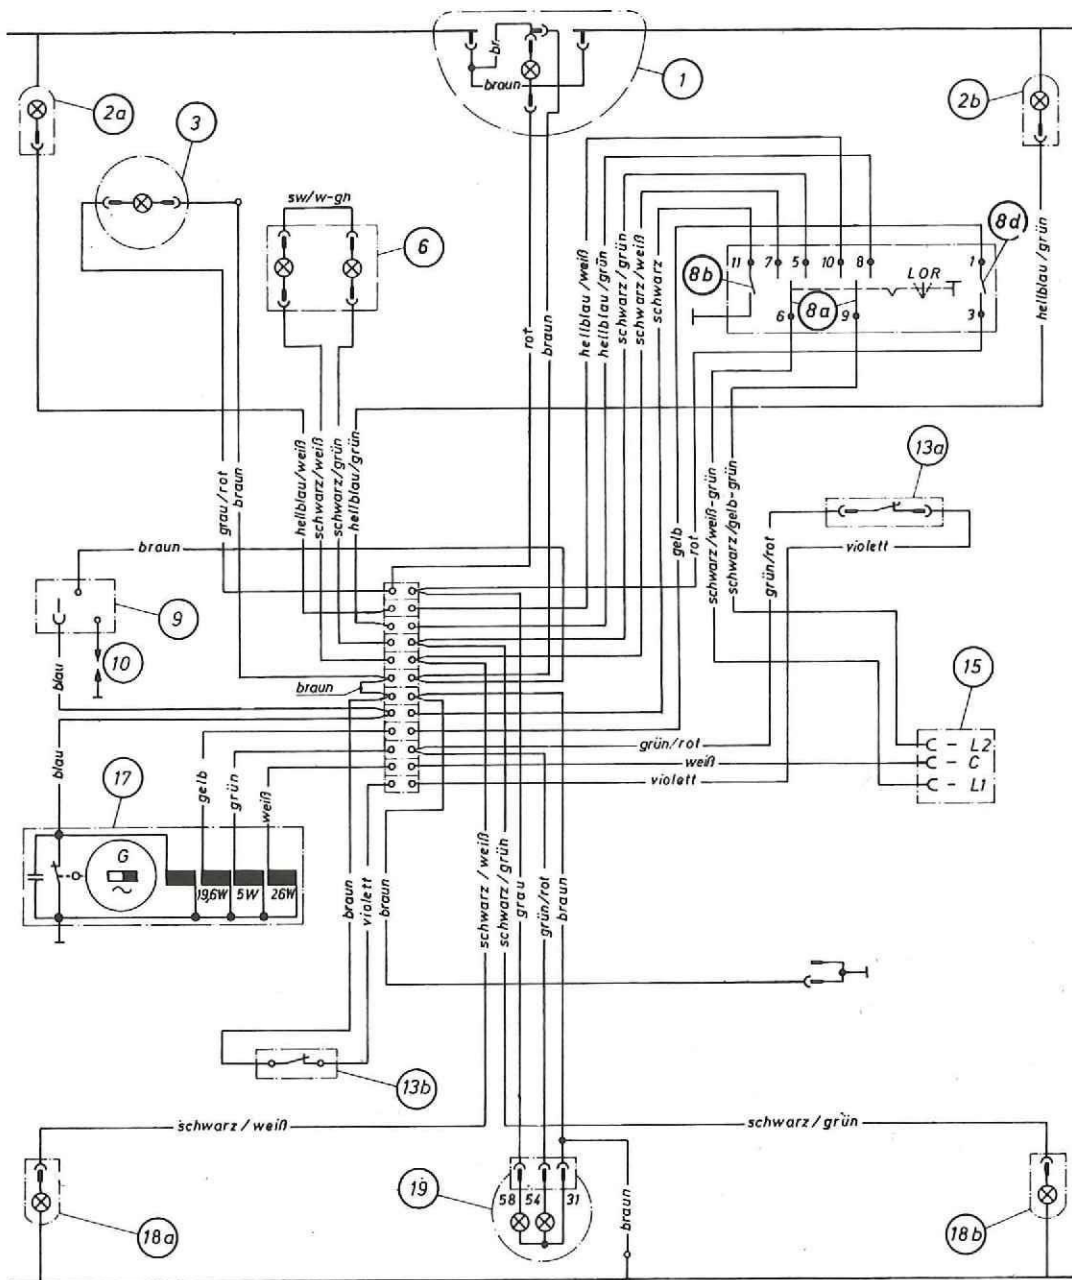 br.
braun
1
2a
2b
3
sw/w-gn
6
rot
braun
hellblau/weiß
hellblau/grün
schwarz/grün
schwarz/weiß
schwarz
8b
11
7
5
10
8
LOR
1
8d
6
8a
9
3
hellblau/grün
grau/rot
braun
hellblau/weiß
schwarz/weiß
schwarz/grün
hellblau/grün
gelb
rot
schwarz/weiß-grün
schwarz/gelb-grün
13a
grün/rot
violett
braun
9
10
blau
braun
15
grün/rot
weiß
violett
L2
C
L1
blau
17
gelb
grün
weiß
G
19,6W
5W
26W
braun
violett
braun
schwarz/weiß
schwarz/grün
grau
grün/rot
braun
13b
schwarz/weiß
schwarz/grün
18a
19
58
54
31
braun
18b